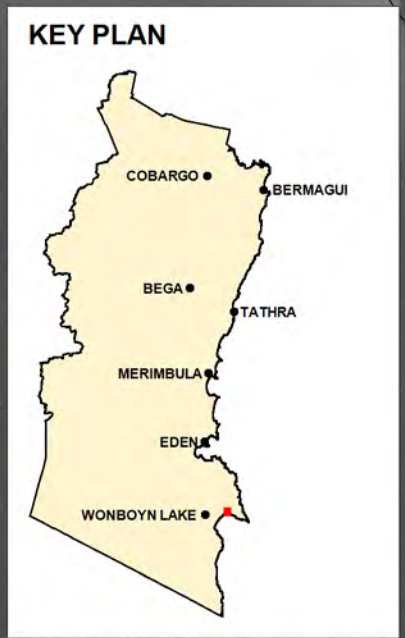 KEY PLAN
COBARGO
BERMAGUI
BEGA
TATHRA
MERIMBULA
EDEN
WONBOYN LAKE